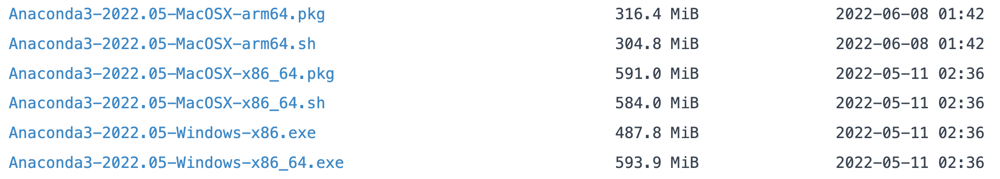 Anaconda3-2022.05-MacOSX-arm64.pkg 316.4 MiB 2022-06-08 01:42
Anaconda3-2022.05-MacOSX-arm64.sh 304.8 MiB 2022-06-08 01:42
Anaconda3-2022.05-MacOSX-x86_64.pkg 591.0 MiB 2022-05-11 02:36
Anaconda3-2022.05-MacOSX-x86_64.sh 584.0 MiB 2022-05-11 02:36
Anaconda3-2022.05-Windows-x86.exe 487.8 MiB 2022-05-11 02:36
Anaconda3-2022.05-Windows-x86_64.exe 593.9 MiB 2022-05-11 02:36